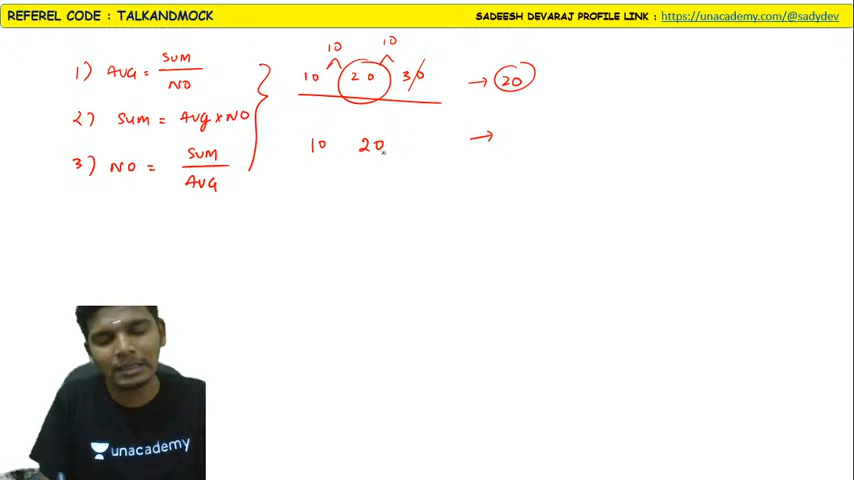 REFEREL CODE : TALKANDMOCK
SADEESH DEVARAJ PROFILE LINK : https://unacademy.com/@sadydev
1) AVG = SUM / NO
2) SUM = AVG x NO
3) NO = SUM / AVG
10 10
10 20 30 → 20
10 20 →
unacademy